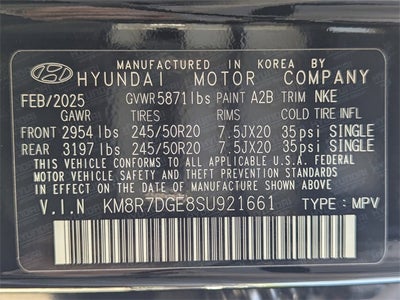 MANUFACTURED IN KOREA BY
HYUNDAI MOTOR COMPANY
FEB/2025 GVWR 5871lbs PAINT A2B TRIM NKE
GAWR TIRES RIMS COLD TIRE INFL
FRONT 2954 lbs 245/50R20 7.5JX20 35psi SINGLE
REAR 3197 lbs 245/50R20 7.5JX20 35psi SINGLE
THIS VEHICLE CONFORMS TO ALL APPLICABLE U.S.A. FEDERAL
MOTOR VEHICLE SAFETY AND THEFT PREVENTION STANDARDS
IN EFFECT ON THE DATE OF MANUFACTURE SHOWN ABOVE.
V.I.N KM8R7DGE8SU921661 TYPE : MPV